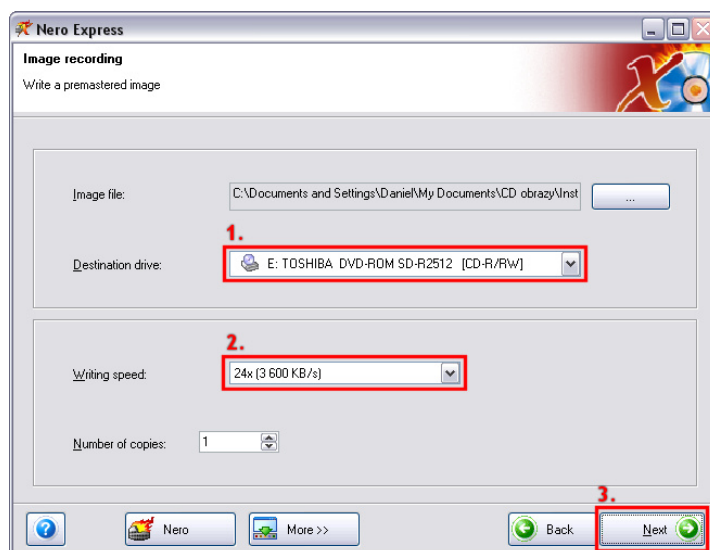 Nero Express
Image recording
Write a premastered image
Image file:
C:\Documents and Settings\Daniel\My Documents\CD obrazy\Inst
...
1.
Destination drive:
E: TOSHIBA DVD-ROM SD-R2512 [CD-R/RW]
2.
Writing speed:
24x (3 600 KB/s)
Number of copies:
1
3.
Nero
More >>
Back
Next